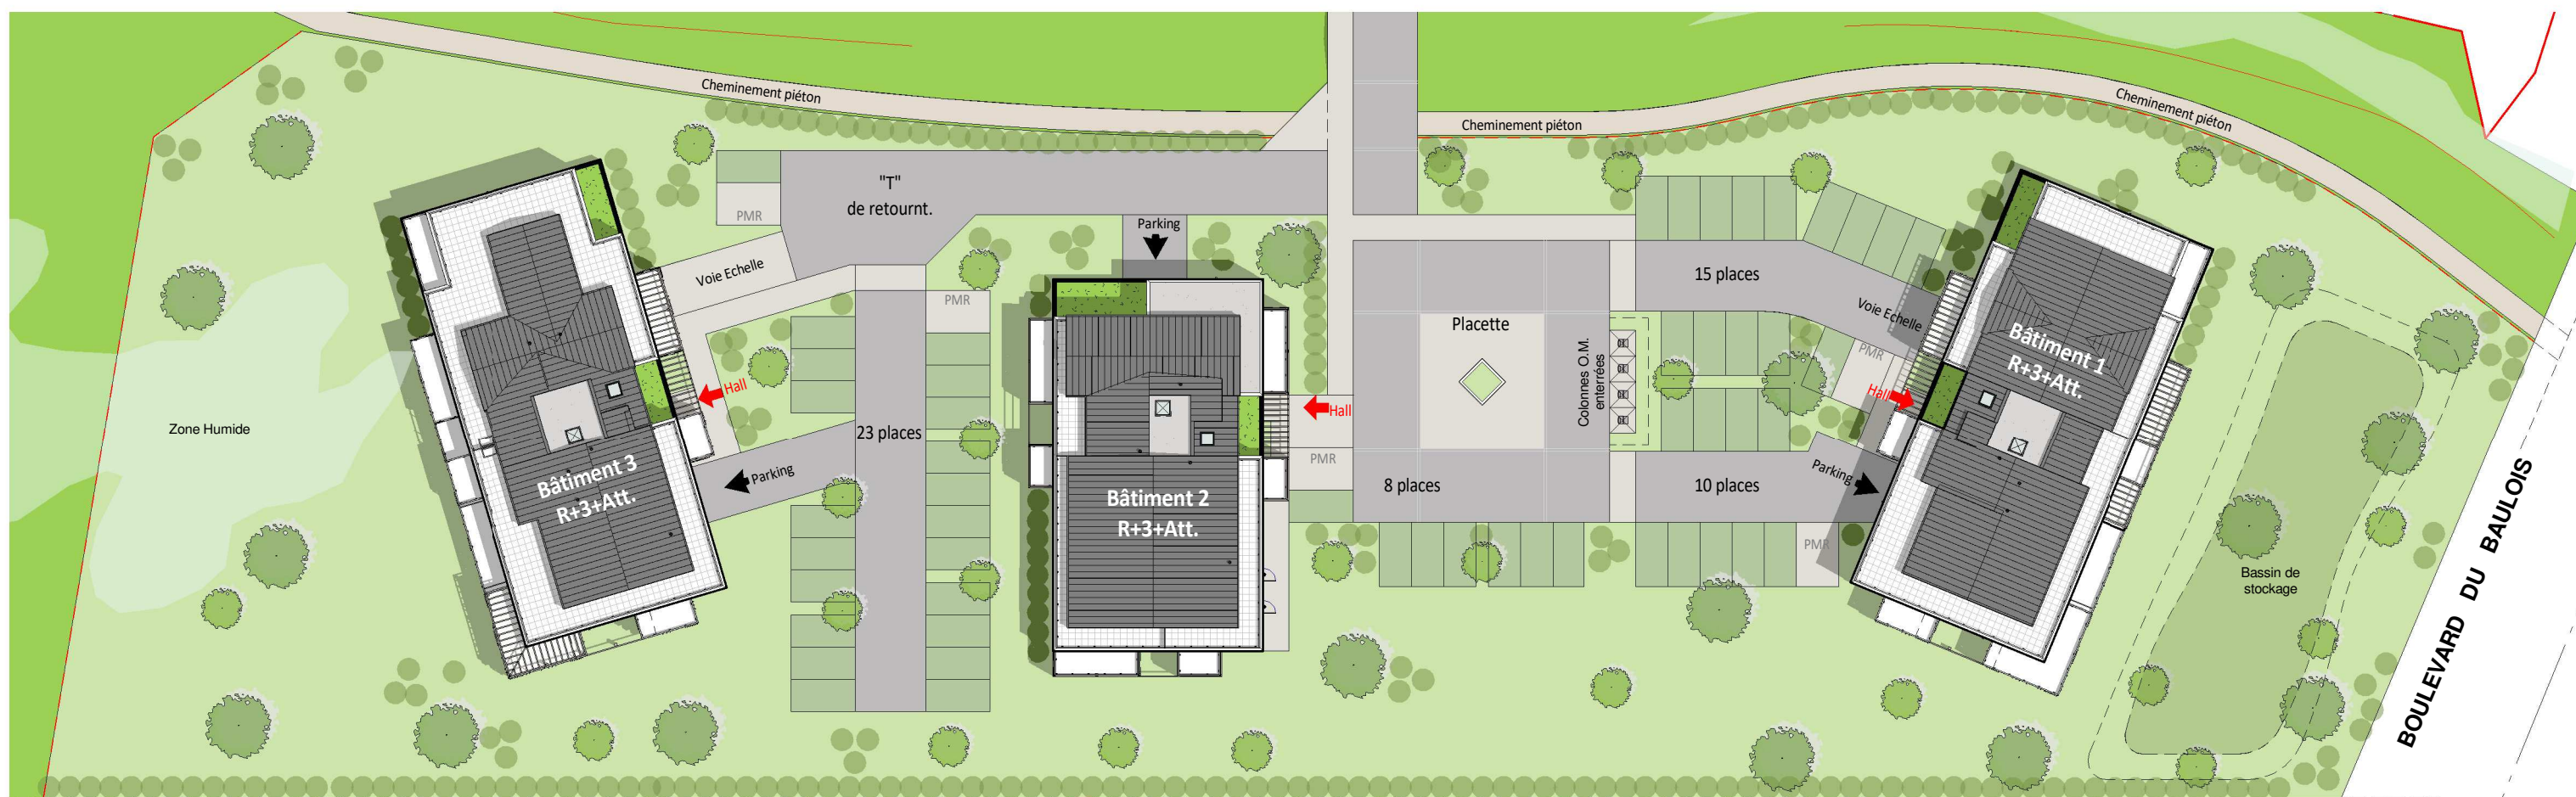 Cheminement piéton
Cheminement piéton
Cheminement piéton
"T"
de retournt.
PMR
Parking
Voie Echelle
PMR
15 places
Voie Echelle
Placette
Colonnes O.M.
enterrées
PMR
Bâtiment 1
R+3+Att.
Hall
Hall
Hall
Zone Humide
23 places
Bâtiment 3
R+3+Att.
Parking
PMR
Bâtiment 2
R+3+Att.
8 places
10 places
Parking
PMR
Bassin de
stockage
BOULEVARD DU BAULOIS